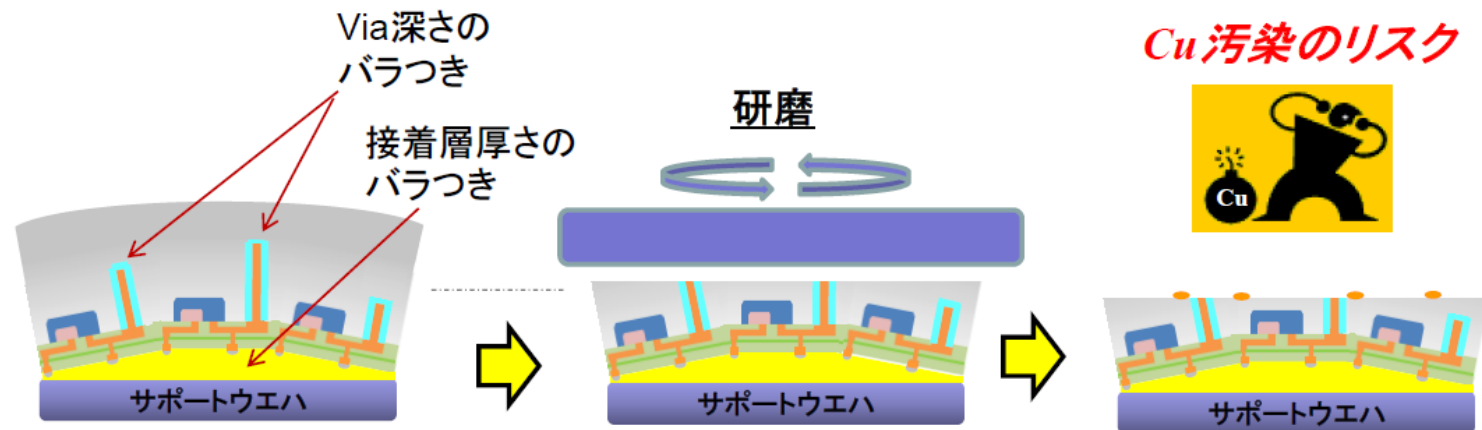 Via深さの
バラつき
接着層厚さの
バラつき
サポートウエハ
研磨
サポートウエハ
Cu汚染のリスク
Cu
サポートウエハ